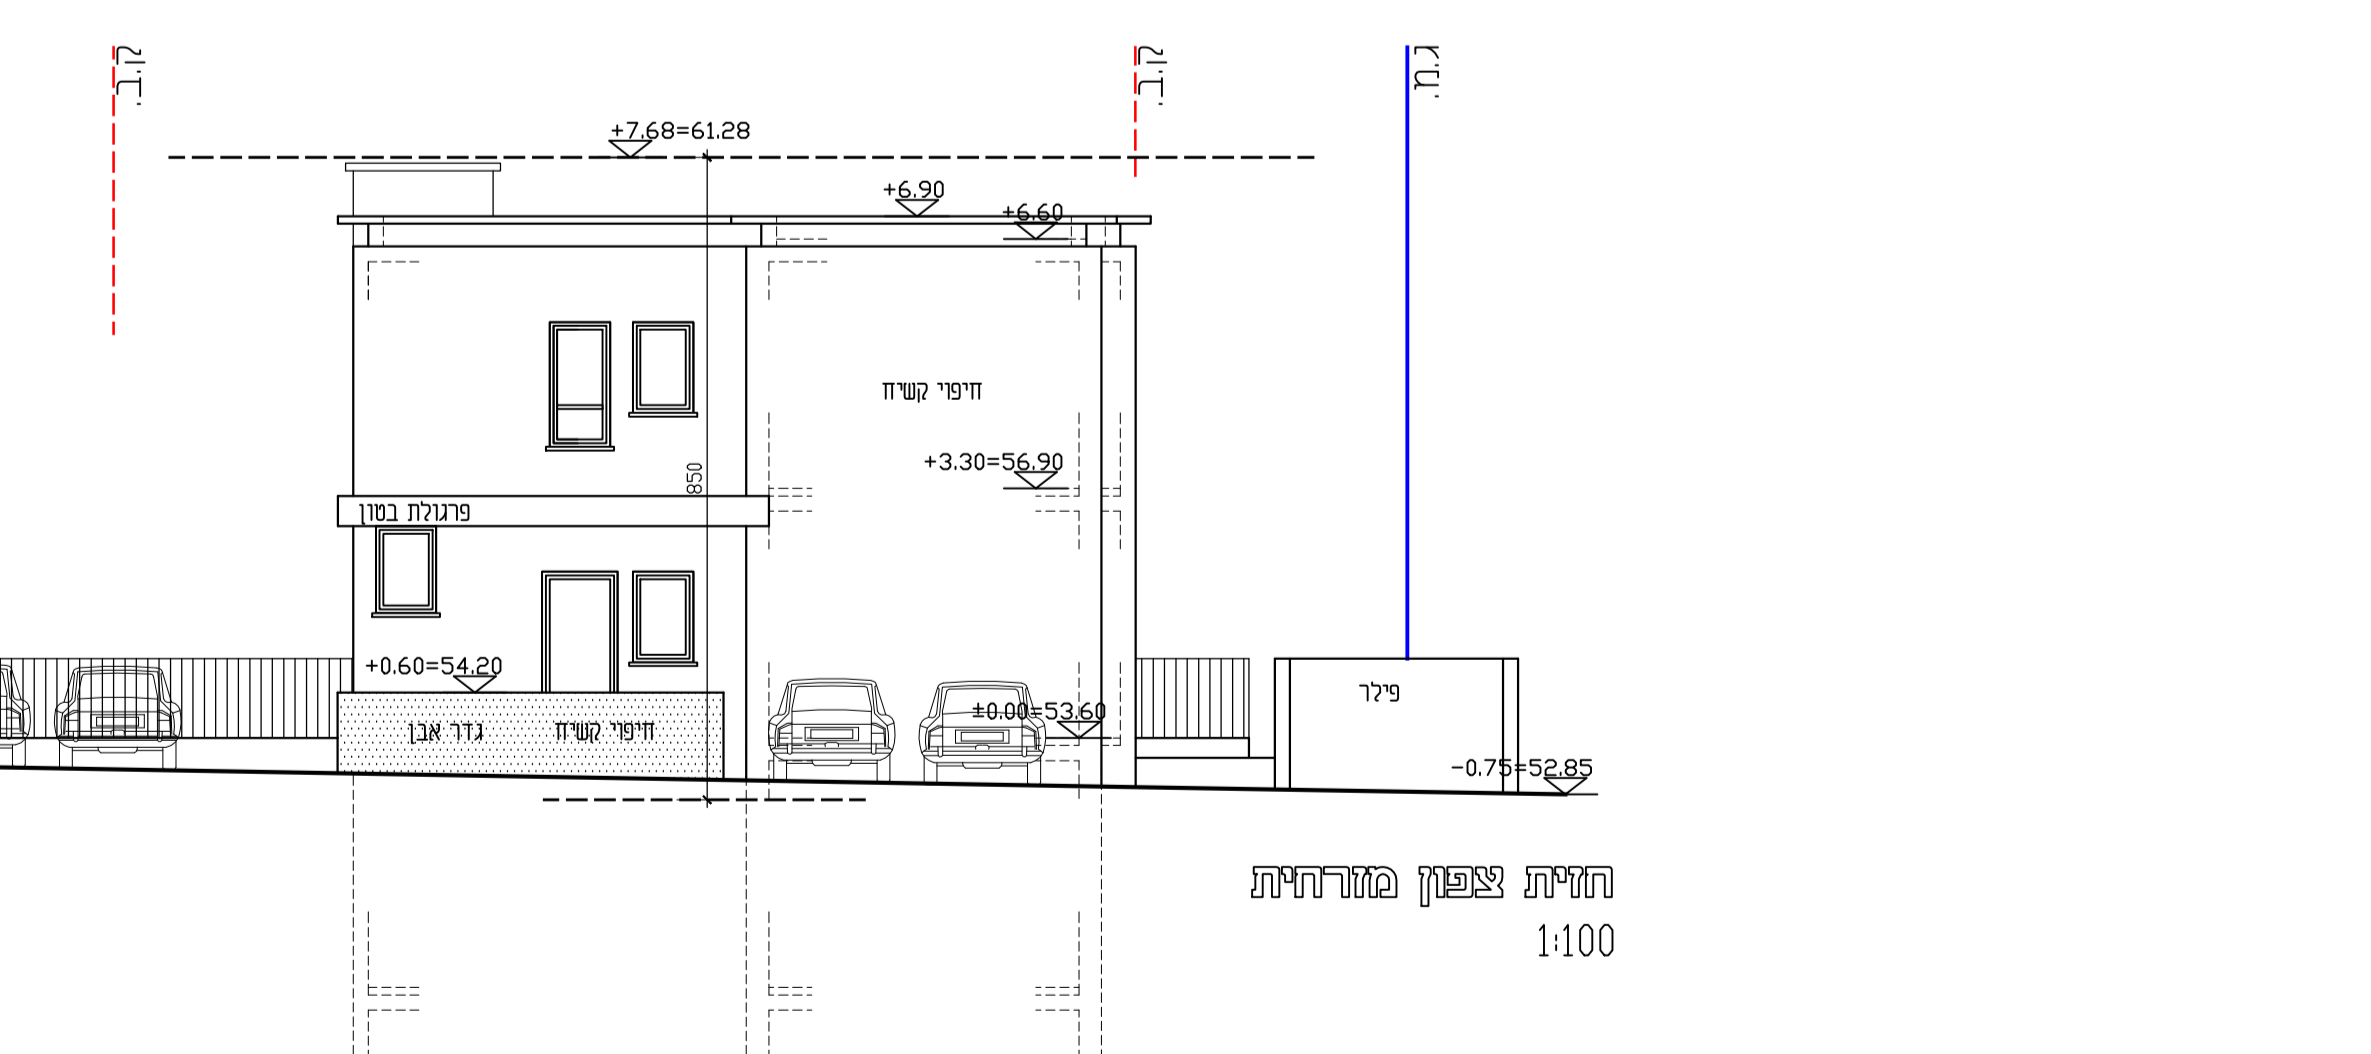 ק.ב.
ק.ב.
ג.מ.
+7.68=61.28
+6.90
+6.60
חיפוי קשיח
+3.30=56.90
850
פרגולת בטון
+0.60=54.20
±0.00=53.60
פילר
גדר אבן
חיפוי קשיח
-0.75=52.85
חזית צפון מזרחית
1:100